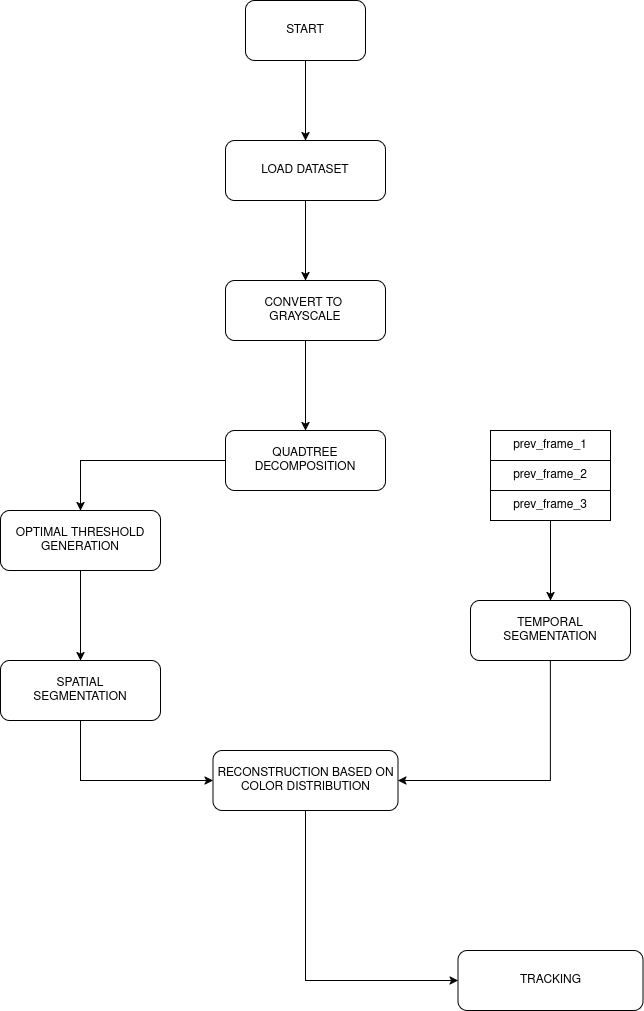 START
LOAD DATASET
CONVERT TO
GRAYSCALE
QUADTREE
DECOMPOSITION
prev_frame_1
prev_frame_2
prev_frame_3
OPTIMAL THRESHOLD
GENERATION
TEMPORAL
SEGMENTATION
SPATIAL
SEGMENTATION
RECONSTRUCTION BASED ON
COLOR DISTRIBUTION
TRACKING